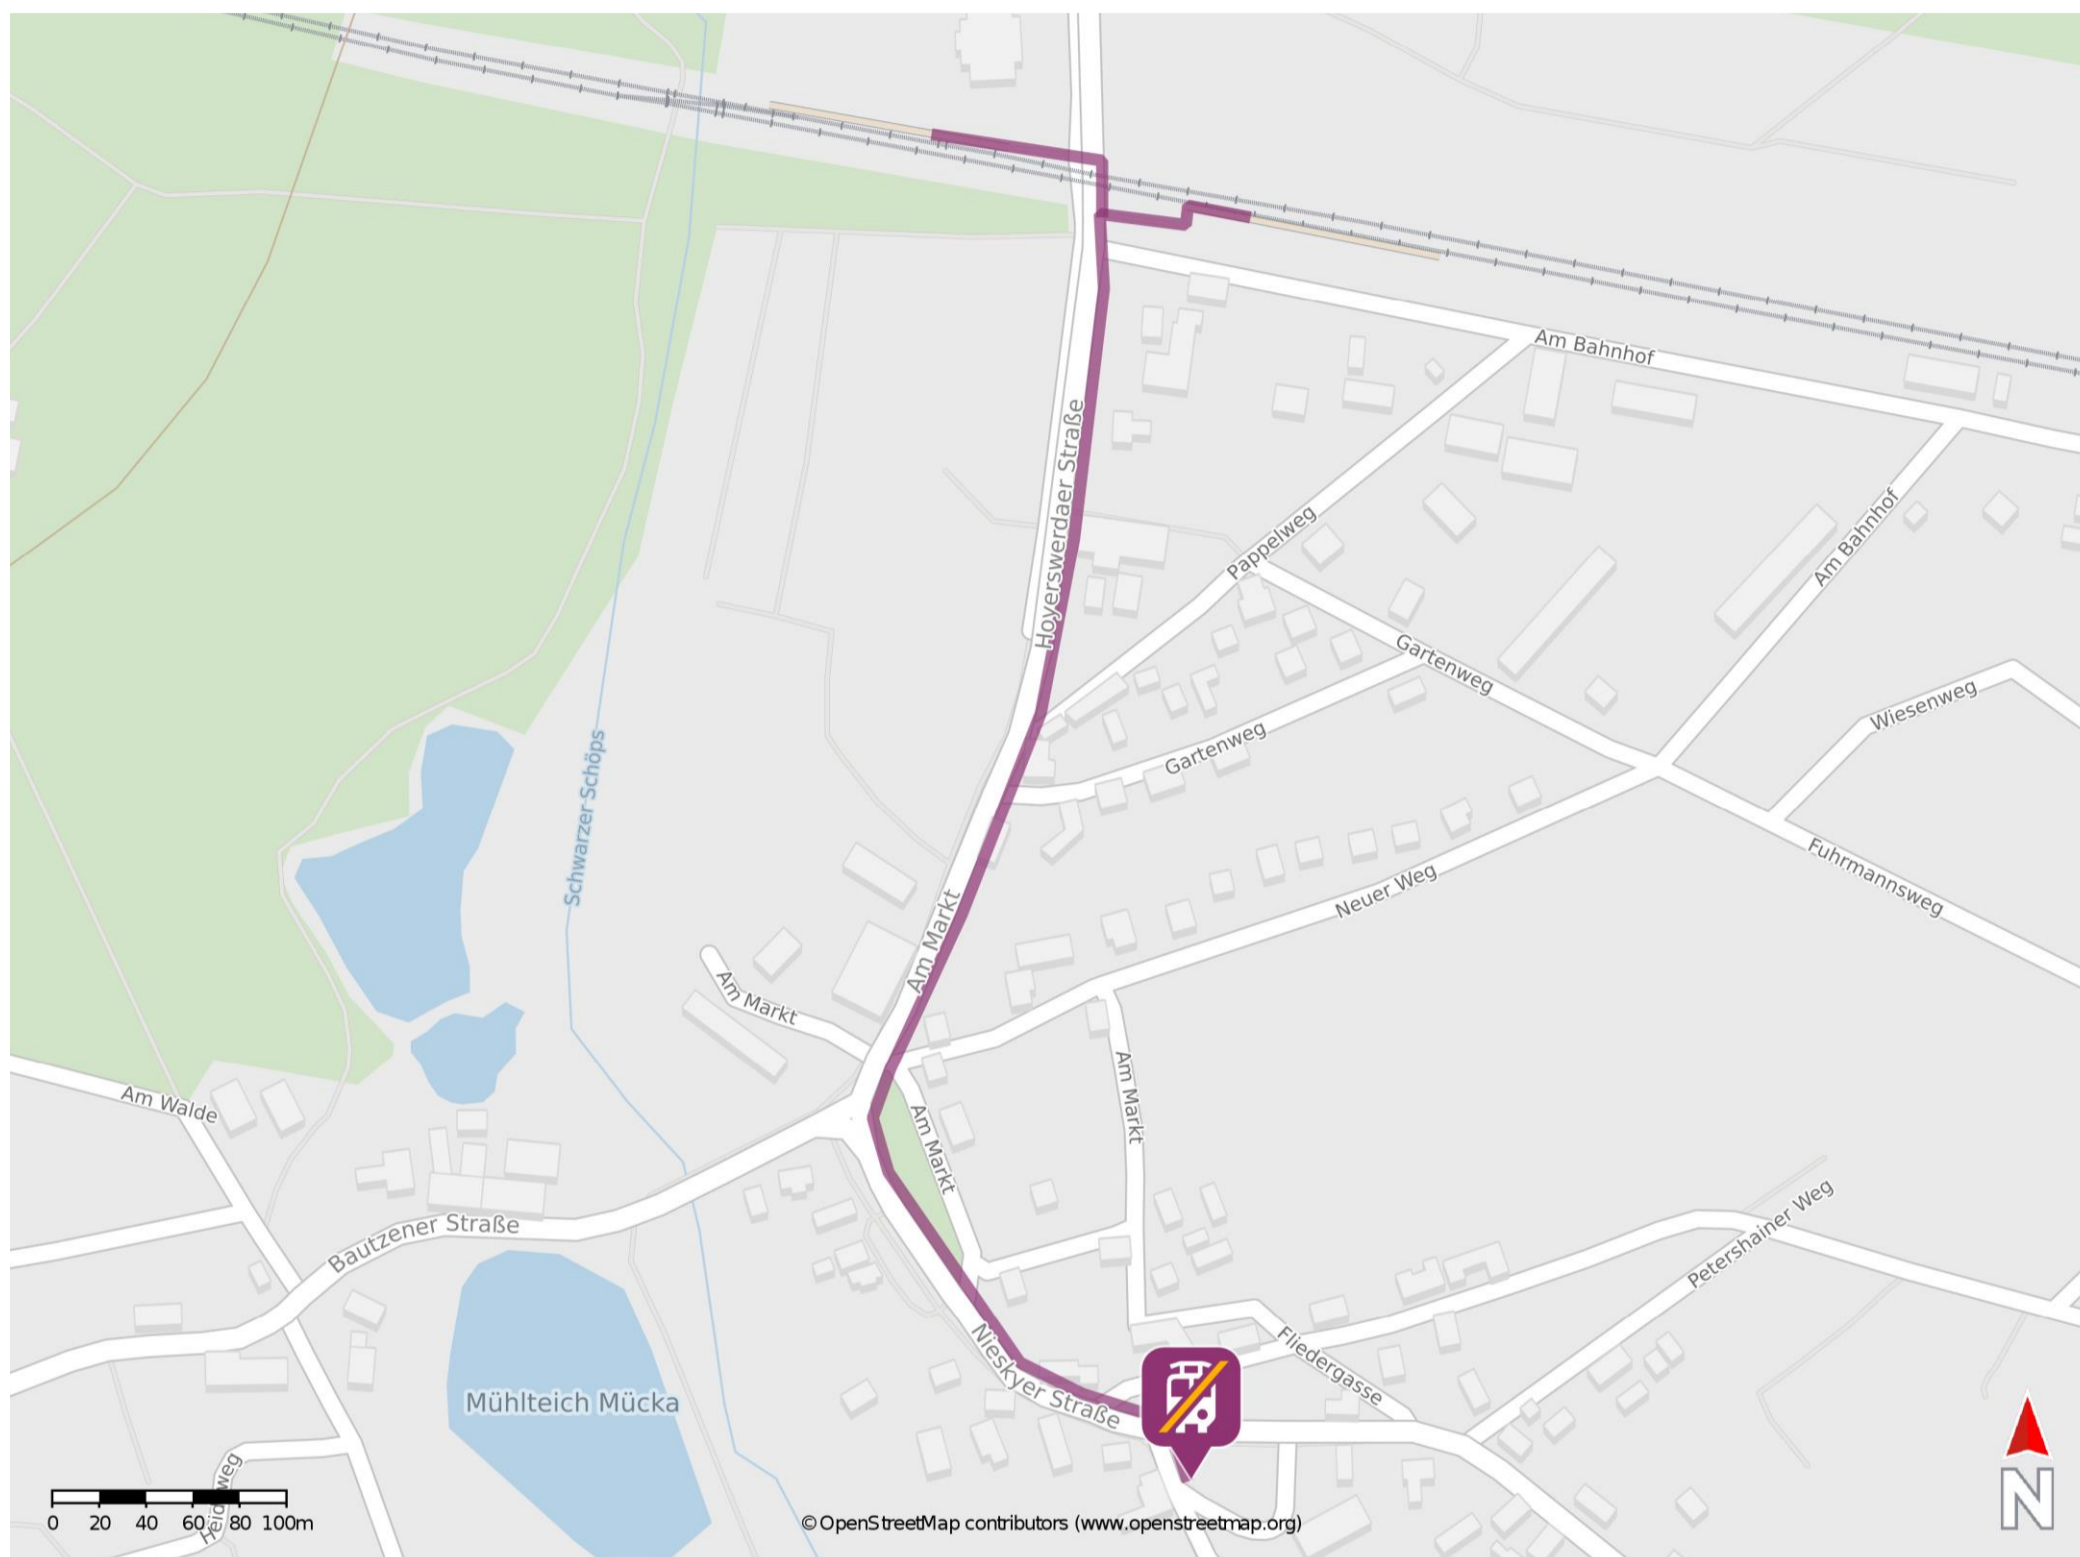 Am Bahnhof
Hoyerswerdaer Straße
Pappelweg
Am Bahnhof
Gartenweg
Wiesenweg
Gartenweg
Schwarzer Schöps
Fuhrmannsweg
Neuer Weg
Am Markt
Am Markt
Am Walde
Am Markt
Am Markt
Petershainer Weg
Bautzener Straße
Fliedergasse
Nieskyer Straße
Mühlteich Mücka
Heideweg
N
0 20 40 60 80 100m
© OpenStreetMap contributors (www.openstreetmap.org)